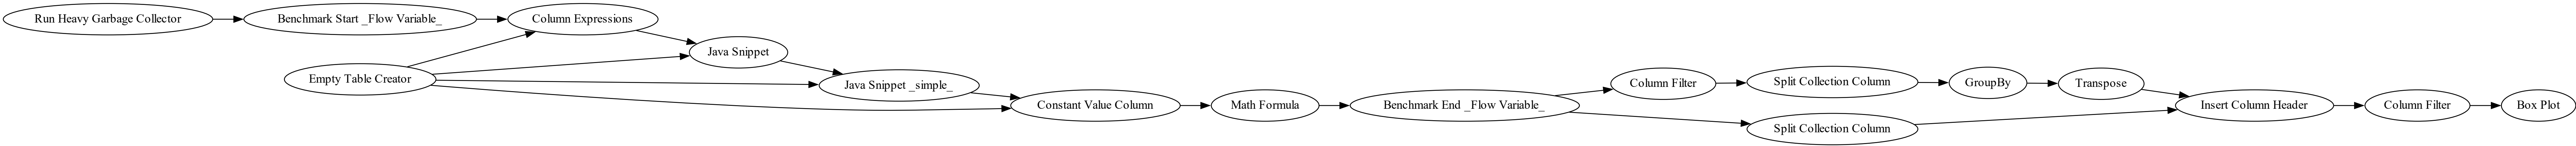 Run Heavy Garbage Collector
Benchmark Start _Flow Variable_
Column Expressions
Java Snippet
Empty Table Creator
Java Snippet _simple_
Constant Value Column
Math Formula
Benchmark End _Flow Variable_
Column Filter
Split Collection Column
GroupBy
Transpose
Split Collection Column
Insert Column Header
Column Filter
Box Plot